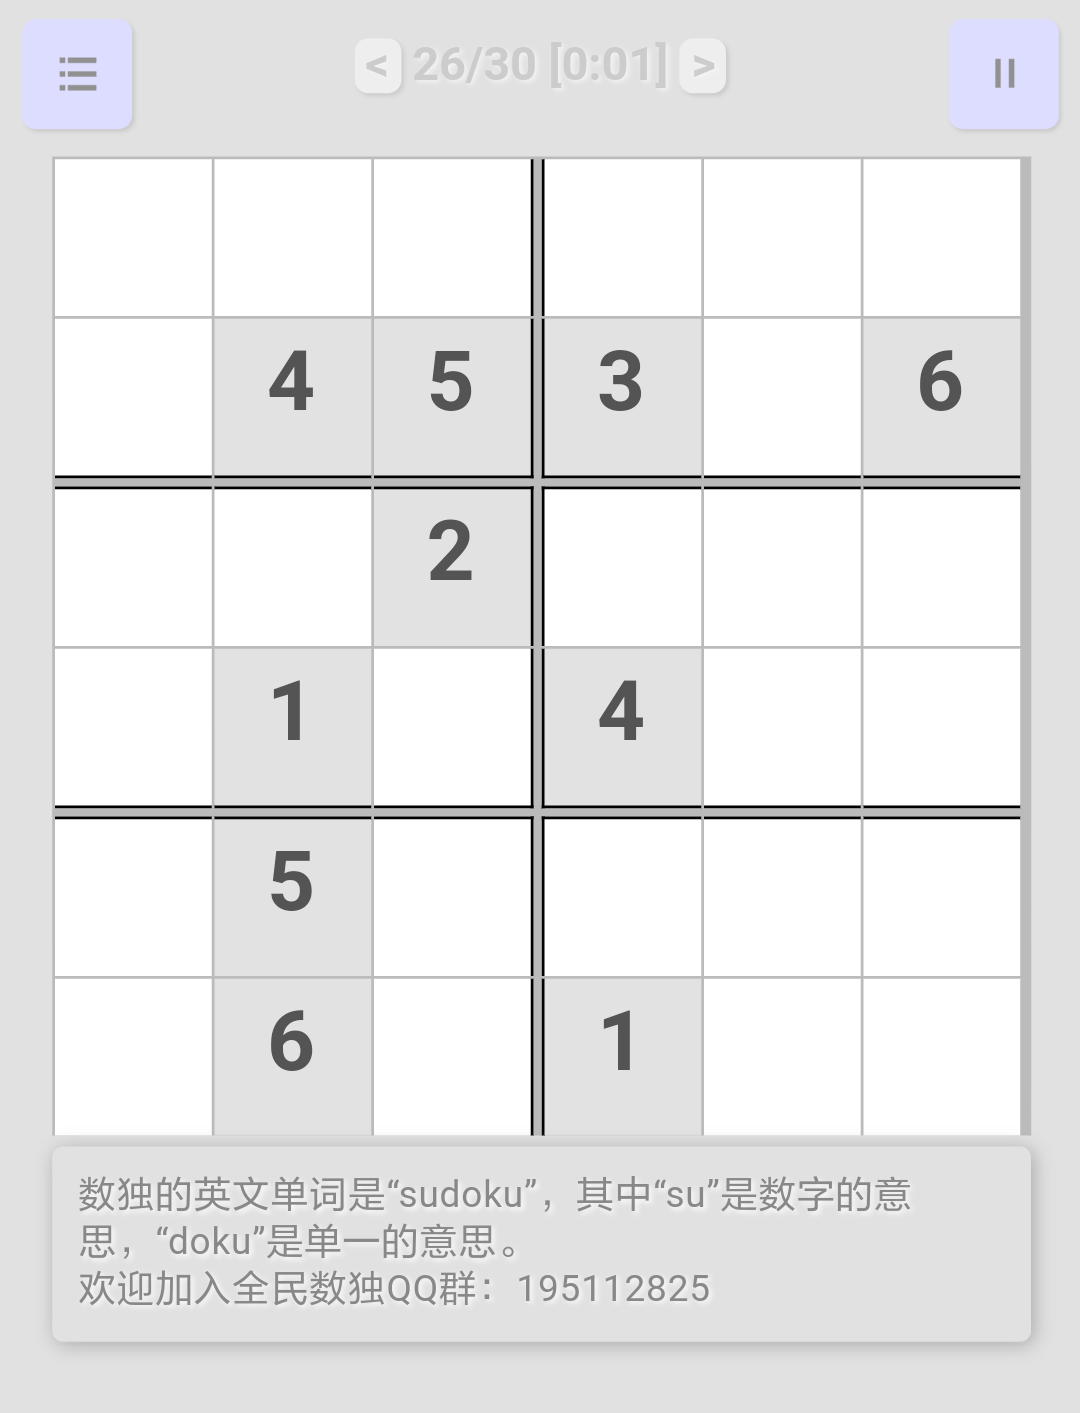 < 26/30 [0:01] >
4 5 3 6
2
1 4
5
6 1
数独的英文单词是“sudoku”，其中“su”是数字的意
思，“doku”是单一的意思。
欢迎加入全民数独QQ群：195112825